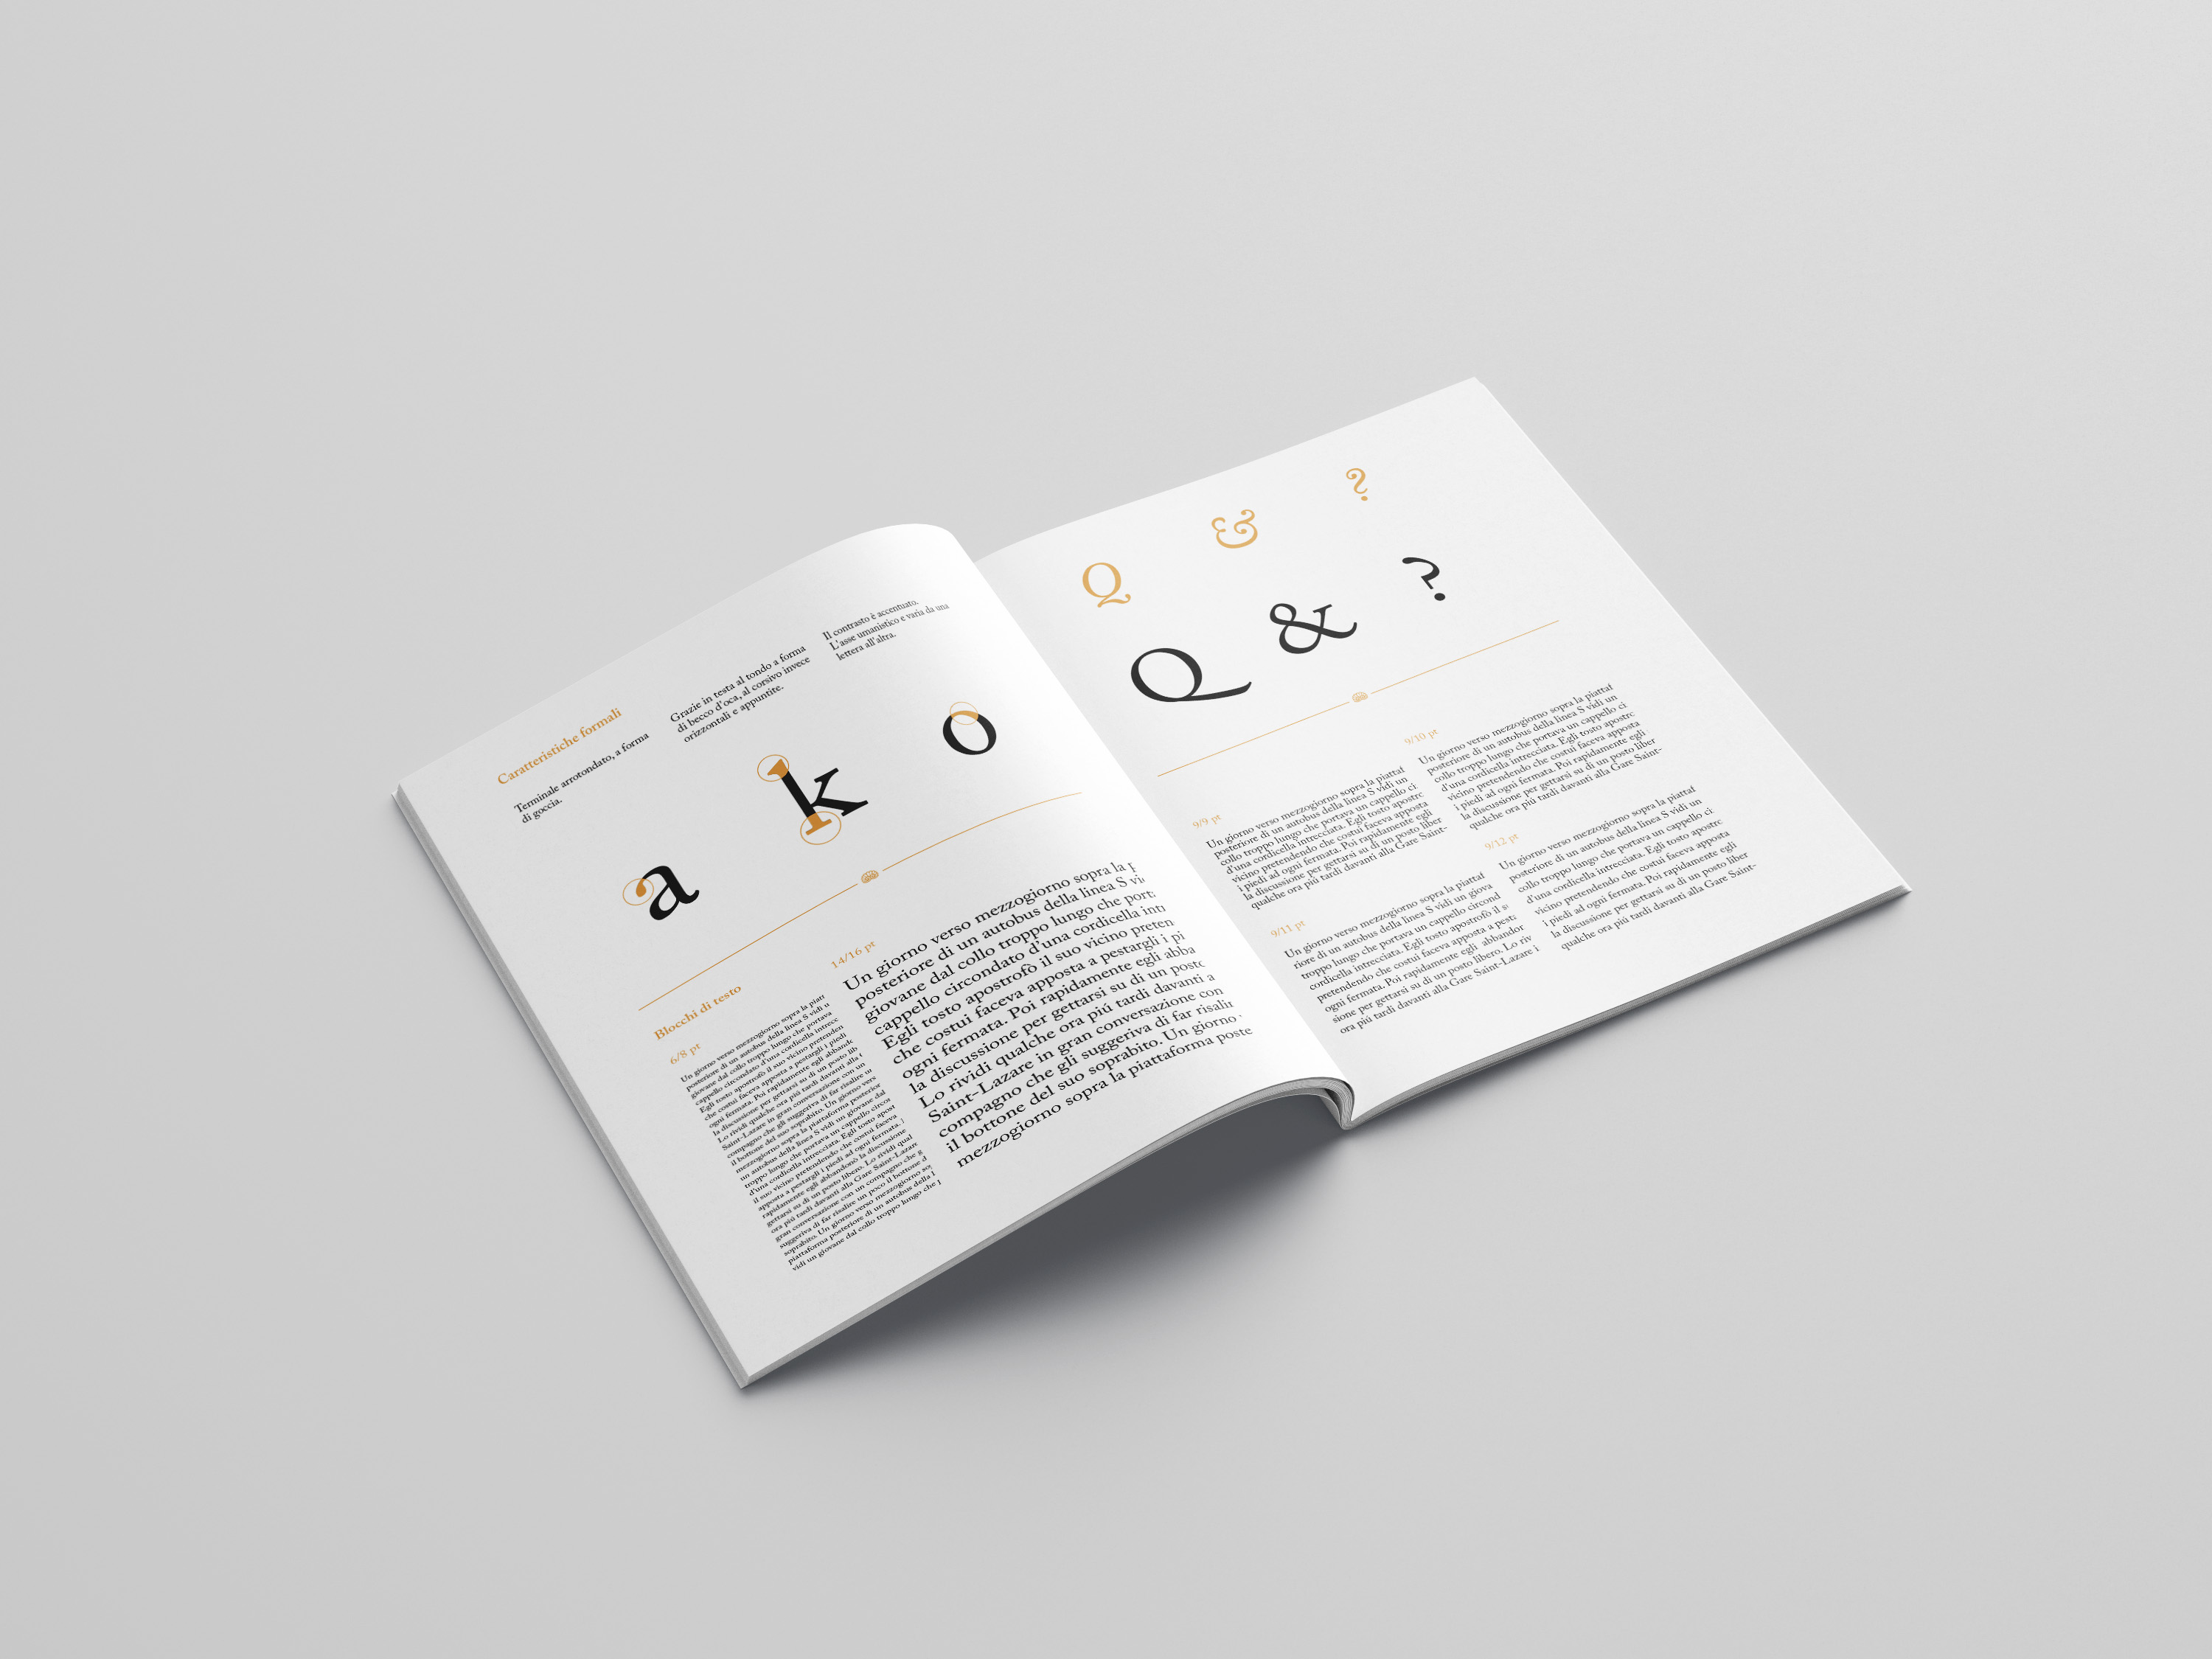 Caratteristiche formali
Terminale arrotondato, a forma
di goccia.
Grazie in testa al tondo a forma
di becco d'oca, al corsivo invece
orizzontali e appuntite.
Il contrasto è accentuato.
L'asse umanistico e varia da una
lettera all'altra.
a
k
o
Blocchi di testo
6/8 pt
Un giorno verso mezzogiorno sopra la piatt
posteriore di un autobus della linea S vidi u
giovane dal collo troppo lungo che portava
cappello circondato d'una cordicella intrecc
Egli tosto apostrofò il suo vicino pretenden
che costui faceva apposta a pestargli i piedi
ogni fermata. Poi rapidamente egli abbando
la discussione per gettarsi su di un posto lib
Lo rividi qualche ora piú tardi davanti alla
Saint-Lazare in gran conversazione con un
compagno che gli suggeriva di far risalire u
il bottone del suo soprabito. Un giorno vers
mezzogiorno sopra la piattaforma posterior
un autobus della linea S vidi un giovane dal
troppo lungo che portava un cappello circo
d'una cordicella intrecciata. Egli tosto apost
il suo vicino pretendendo che costui faceva
apposta a pestargli i piedi ad ogni fermata.
rapidamente egli abbandonò la discussione
gettarsi su di un posto libero. Lo rividi qual
ora piú tardi davanti alla Gare Saint-Lazare
gran conversazione con un compagno che g
suggeriva di far risalire un poco il bottone d
soprabito. Un giorno verso mezzogiorno so
piattaforma posteriore di un autobus della l
vidi un giovane dal collo troppo lungo che p
14/16 pt
Un giorno verso mezzogiorno sopra la p
posteriore di un autobus della linea S vi
giovane dal collo troppo lungo che port
cappello circondato d'una cordicella intr
Egli tosto apostrofò il suo vicino preten
che costui faceva apposta a pestargli i pi
ogni fermata. Poi rapidamente egli abba
la discussione per gettarsi su di un posto
Lo rividi qualche ora piú tardi davanti a
Saint-Lazare in gran conversazione con
compagno che gli suggeriva di far risalir
il bottone del suo soprabito. Un giorno
mezzogiorno sopra la piattaforma poste
Q & ?
Q & ?
9/9 pt
Un giorno verso mezzogiorno sopra la piattaf
posteriore di un autobus della linea S vidi un
collo troppo lungo che portava un cappello ci
d'una cordicella intrecciata. Egli tosto apostro
vicino pretendendo che costui faceva apposta
i piedi ad ogni fermata. Poi rapidamente egli
la discussione per gettarsi su di un posto liber
qualche ora piú tardi davanti alla Gare Saint-
9/10 pt
Un giorno verso mezzogiorno sopra la piattaf
posteriore di un autobus della linea S vidi un
collo troppo lungo che portava un cappello ci
d'una cordicella intrecciata. Egli tosto apostro
vicino pretendendo che costui faceva apposta
i piedi ad ogni fermata. Poi rapidamente egli
la discussione per gettarsi su di un posto liber
qualche ora piú tardi davanti alla Gare Saint-
9/11 pt
Un giorno verso mezzogiorno sopra la piattaf
riore di un autobus della linea S vidi un giova
troppo lungo che portava un cappello circond
cordicella intrecciata. Egli tosto apostrofò il s
pretendendo che costui faceva apposta a pest
ogni fermata. Poi rapidamente egli abbandor
sione per gettarsi su di un posto libero. Lo riv
ora piú tardi davanti alla Gare Saint-Lazare i
9/12 pt
Un giorno verso mezzogiorno sopra la piattaf
posteriore di un autobus della linea S vidi un
collo troppo lungo che portava un cappello ci
d'una cordicella intrecciata. Egli tosto apostro
vicino pretendendo che costui faceva apposta
i piedi ad ogni fermata. Poi rapidamente egli
la discussione per gettarsi su di un posto liber
qualche ora piú tardi davanti alla Gare Saint-